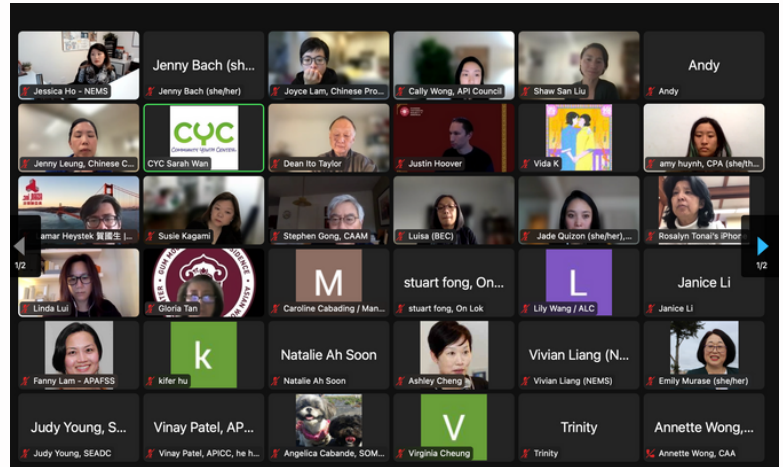 Jessica Ho - NEMS
Jenny Bach (sh...
Jenny Bach (she/her)
Joyce Lam, Chinese Pro...
Cally Wong, API Council
Shaw San Liu
Andy
Andy
Jenny Leung, Chinese C...
CYC
COMMUNITY YOUTH CENTER
CYC Sarah Wan
Dean Ito Taylor
Justin Hoover
Vida K
amy huynh, CPA (she/th...
amar Heystek 賀國生 |...
Susie Kagami
Stephen Gong, CAAM
Luisa (BEC)
Jade Quizon (she/her),...
Rosalyn Tonai's iPhone
1/2
1/2
Linda Lui
Gloria Tan
M
Caroline Cabading / Man...
stuart fong, On...
stuart fong, On Lok
L
Lily Wang / ALC
Janice Li
Janice Li
Fanny Lam - APAFSS
k
kifer hu
Natalie Ah Soon
Natalie Ah Soon
Ashley Cheng
Vivian Liang (N...
Vivian Liang (NEMS)
Emily Murase (she/her)
Judy Young, S...
Judy Young, SEADC
Vinay Patel, AP...
Vinay Patel, APICC, he h...
Angelica Cabande, SOM...
V
Virginia Cheung
Trinity
Trinity
Annette Wong,...
Annette Wong, CAA